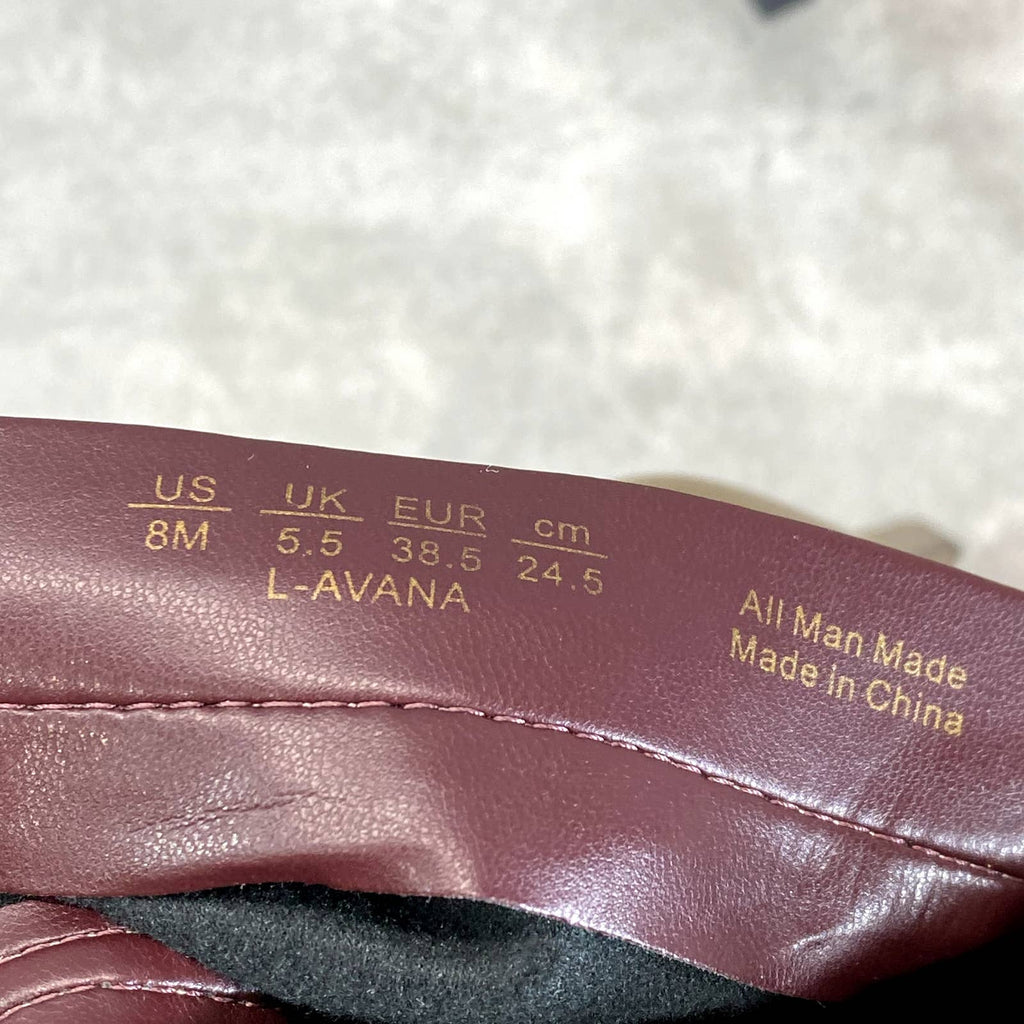 US UK EUR cm
8M 5.5 38.5 24.5
L-AVANA
All Man Made
Made in China